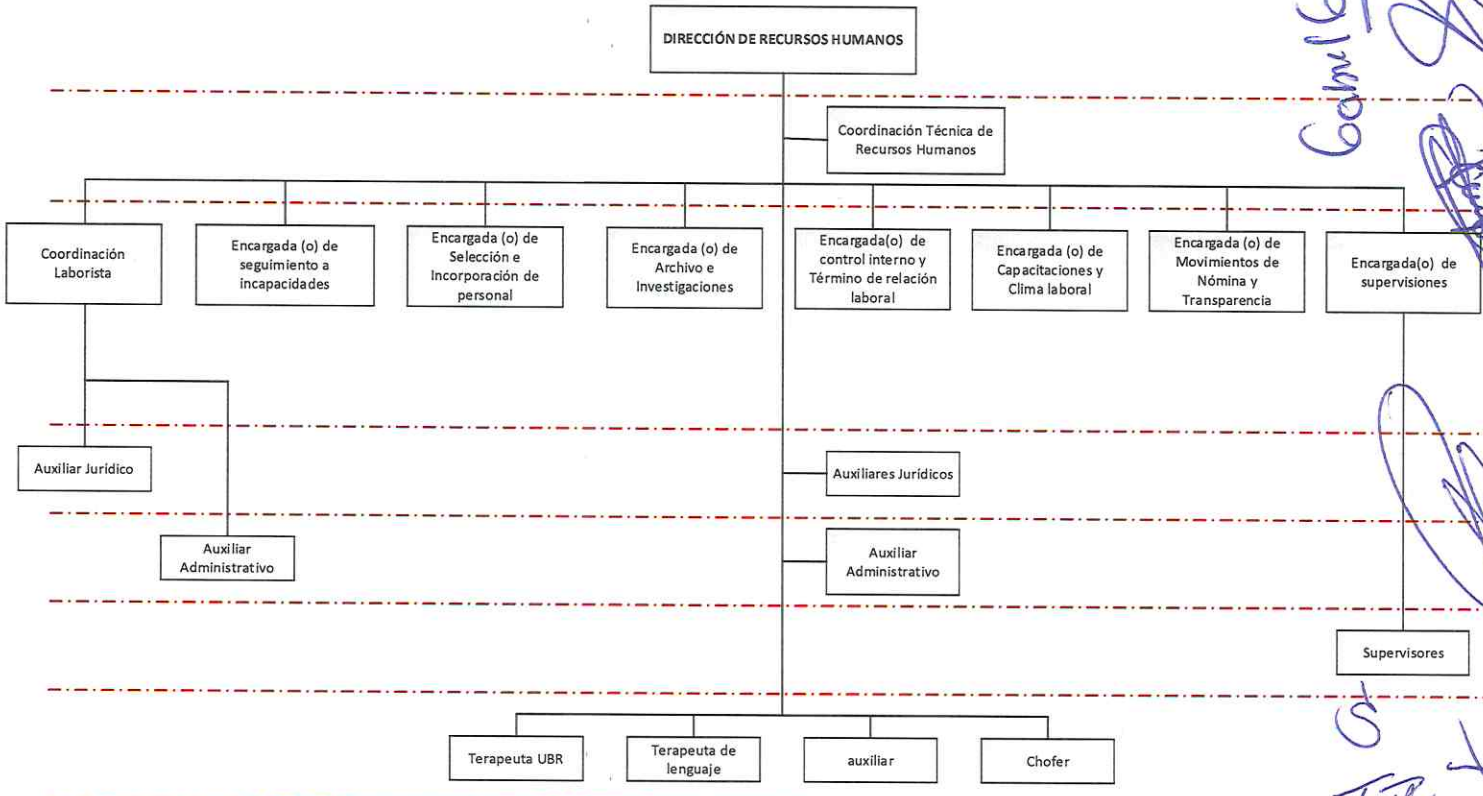 DIRECCIÓN DE RECURSOS HUMANOS
Coordinación Técnica de
Recursos Humanos
Coordinación
Laborista
Encargada (o) de
seguimiento a
incapacidades
Encargada (o) de
Selección e
Incorporación de
personal
Encargada (o) de
Archivo e
Investigaciones
Encargada(o) de
control interno y
Término de relación
laboral
Encargada (o) de
Capacitaciones y
Clima laboral
Encargada (o) de
Movimientos de
Nómina y
Transparencia
Encargada(o) de
supervisiones
Auxiliar Jurídico
Auxiliares Jurídicos
Auxiliar
Administrativo
Auxiliar
Administrativo
Supervisores
Terapeuta UBR
Terapeuta de
lenguaje
auxiliar
Chofer